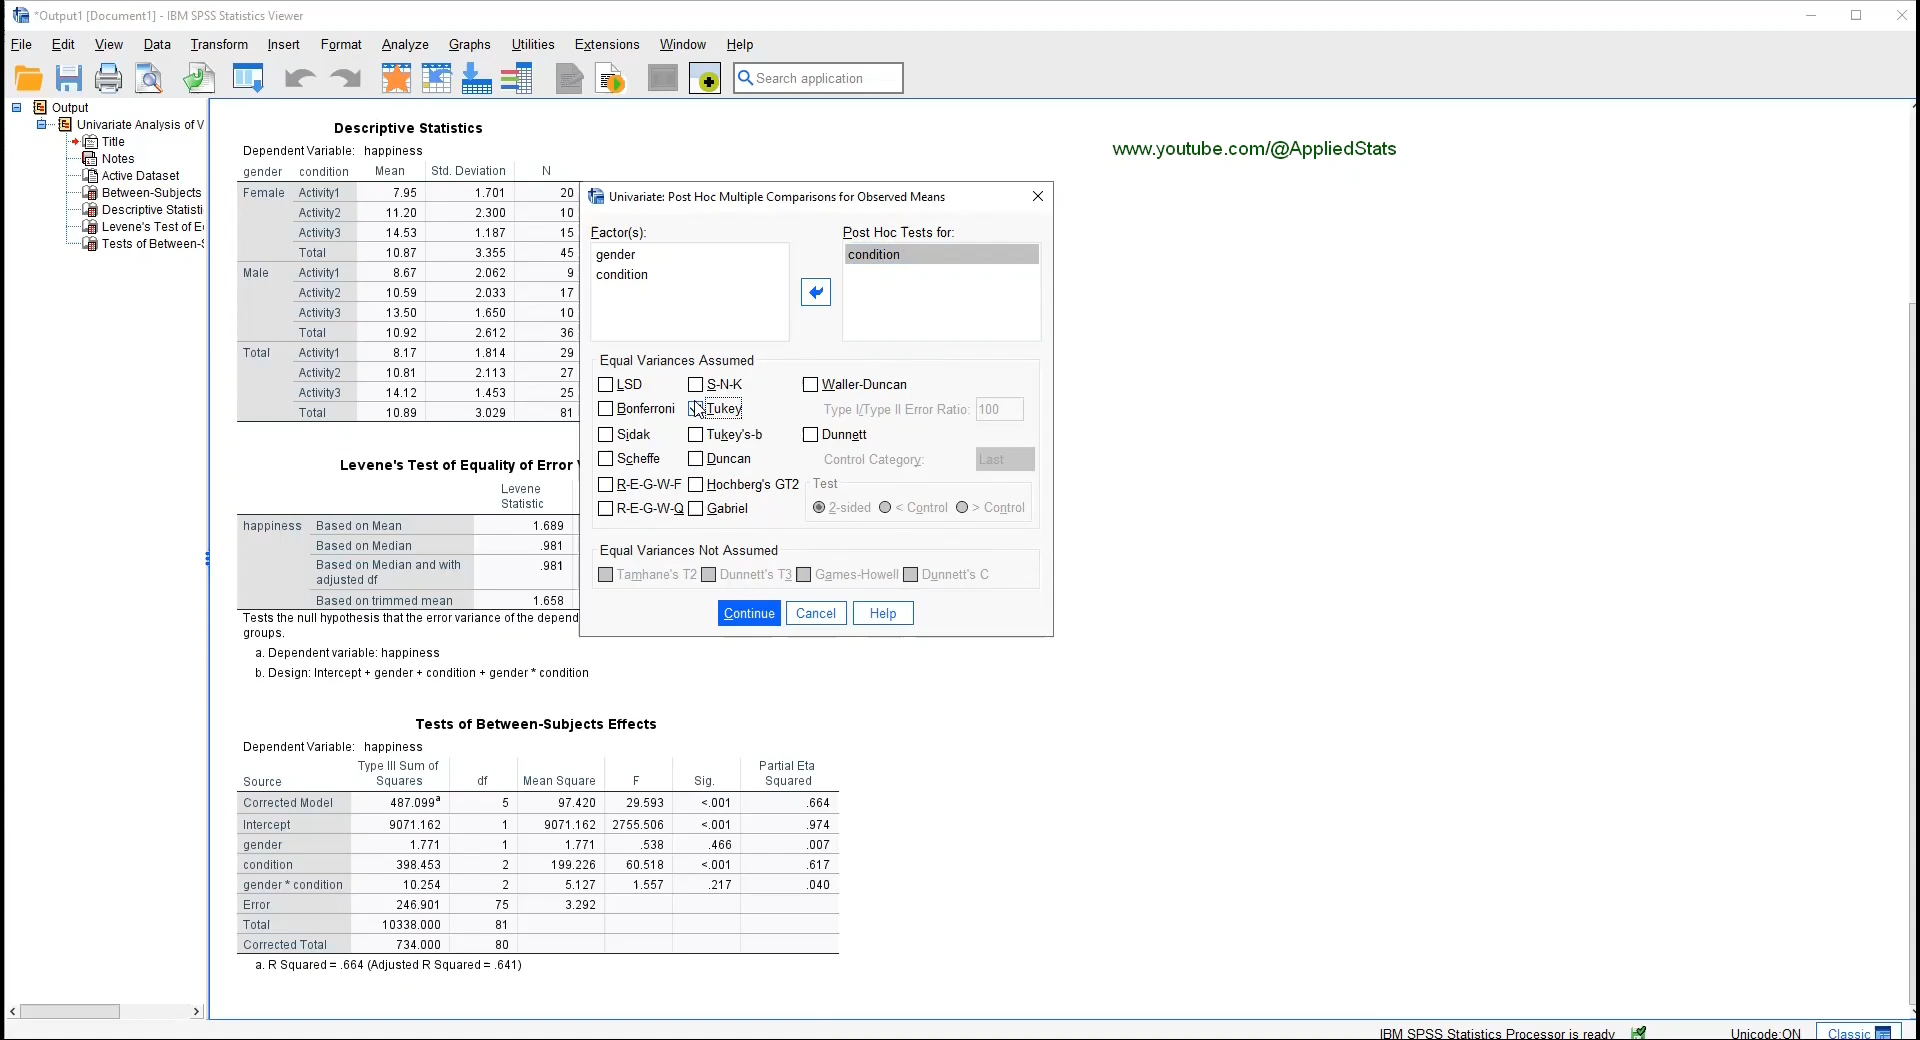 *Output1 [Document1] - IBM SPSS Statistics Viewer
File Edit View Data Transform Insert Format Analyze Graphs Utilities Extensions Window Help
Search application
Output
Univariate Analysis of V
Title
Notes
Active Dataset
Between-Subjects
Descriptive Statisti
Levene's Test of E
Tests of Between-S
www.youtube.com/@AppliedStats
Descriptive Statistics
Dependent Variable: happiness
gender condition Mean Std. Deviation N
Female Activity1 7.95 1.701 20
Activity2 11.20 2.300 10
Activity3 14.53 1.187 15
Total 10.87 3.355 45
Male Activity1 8.67 2.062 9
Activity2 10.59 2.033 17
Activity3 13.50 1.650 10
Total 10.92 2.612 36
Total Activity1 8.17 1.814 29
Activity2 10.81 2.113 27
Activity3 14.12 1.453 25
Total 10.89 3.029 81
Levene's Test of Equality of Error
Levene
Statistic
happiness Based on Mean 1.689
Based on Median .981
Based on Median and with
adjusted df .981
Based on trimmed mean 1.658
Tests the null hypothesis that the error variance of the depend
groups.
a. Dependent variable: happiness
b. Design: Intercept + gender + condition + gender * condition
Univariate: Post Hoc Multiple Comparisons for Observed Means
Factor(s):
gender
condition
Post Hoc Tests for:
condition
Equal Variances Assumed
LSD S-N-K Waller-Duncan
Bonferroni Tukey Type I/Type II Error Ratio: 100
Sidak Tukey's-b Dunnett
Scheffe Duncan Control Category: Last
R-E-G-W-F Hochberg's GT2 Test
R-E-G-W-Q Gabriel 2-sided < Control > Control
Equal Variances Not Assumed
Tamhane's T2 Dunnett's T3 Games-Howell Dunnett's C
Continue Cancel Help
Tests of Between-Subjects Effects
Dependent Variable: happiness
Source Type III Sum of Squares df Mean Square F Sig. Partial Eta Squared
Corrected Model 487.099a 5 97.420 29.593 <.001 .664
Intercept 9071.162 1 9071.162 2755.506 <.001 .974
gender 1.771 1 1.771 .538 .466 .007
condition 398.453 2 199.226 60.518 <.001 .617
gender * condition 10.254 2 5.127 1.557 .217 .040
Error 246.901 75 3.292
Total 10338.000 81
Corrected Total 734.000 80
a. R Squared = .664 (Adjusted R Squared = .641)
IBM SPSS Statistics Processor is ready Unicode:ON Classic